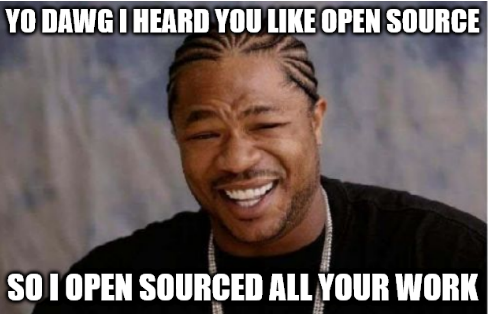 YO DAWG I HEARD YOU LIKE OPEN SOURCE
SO I OPEN SOURCED ALL YOUR WORK